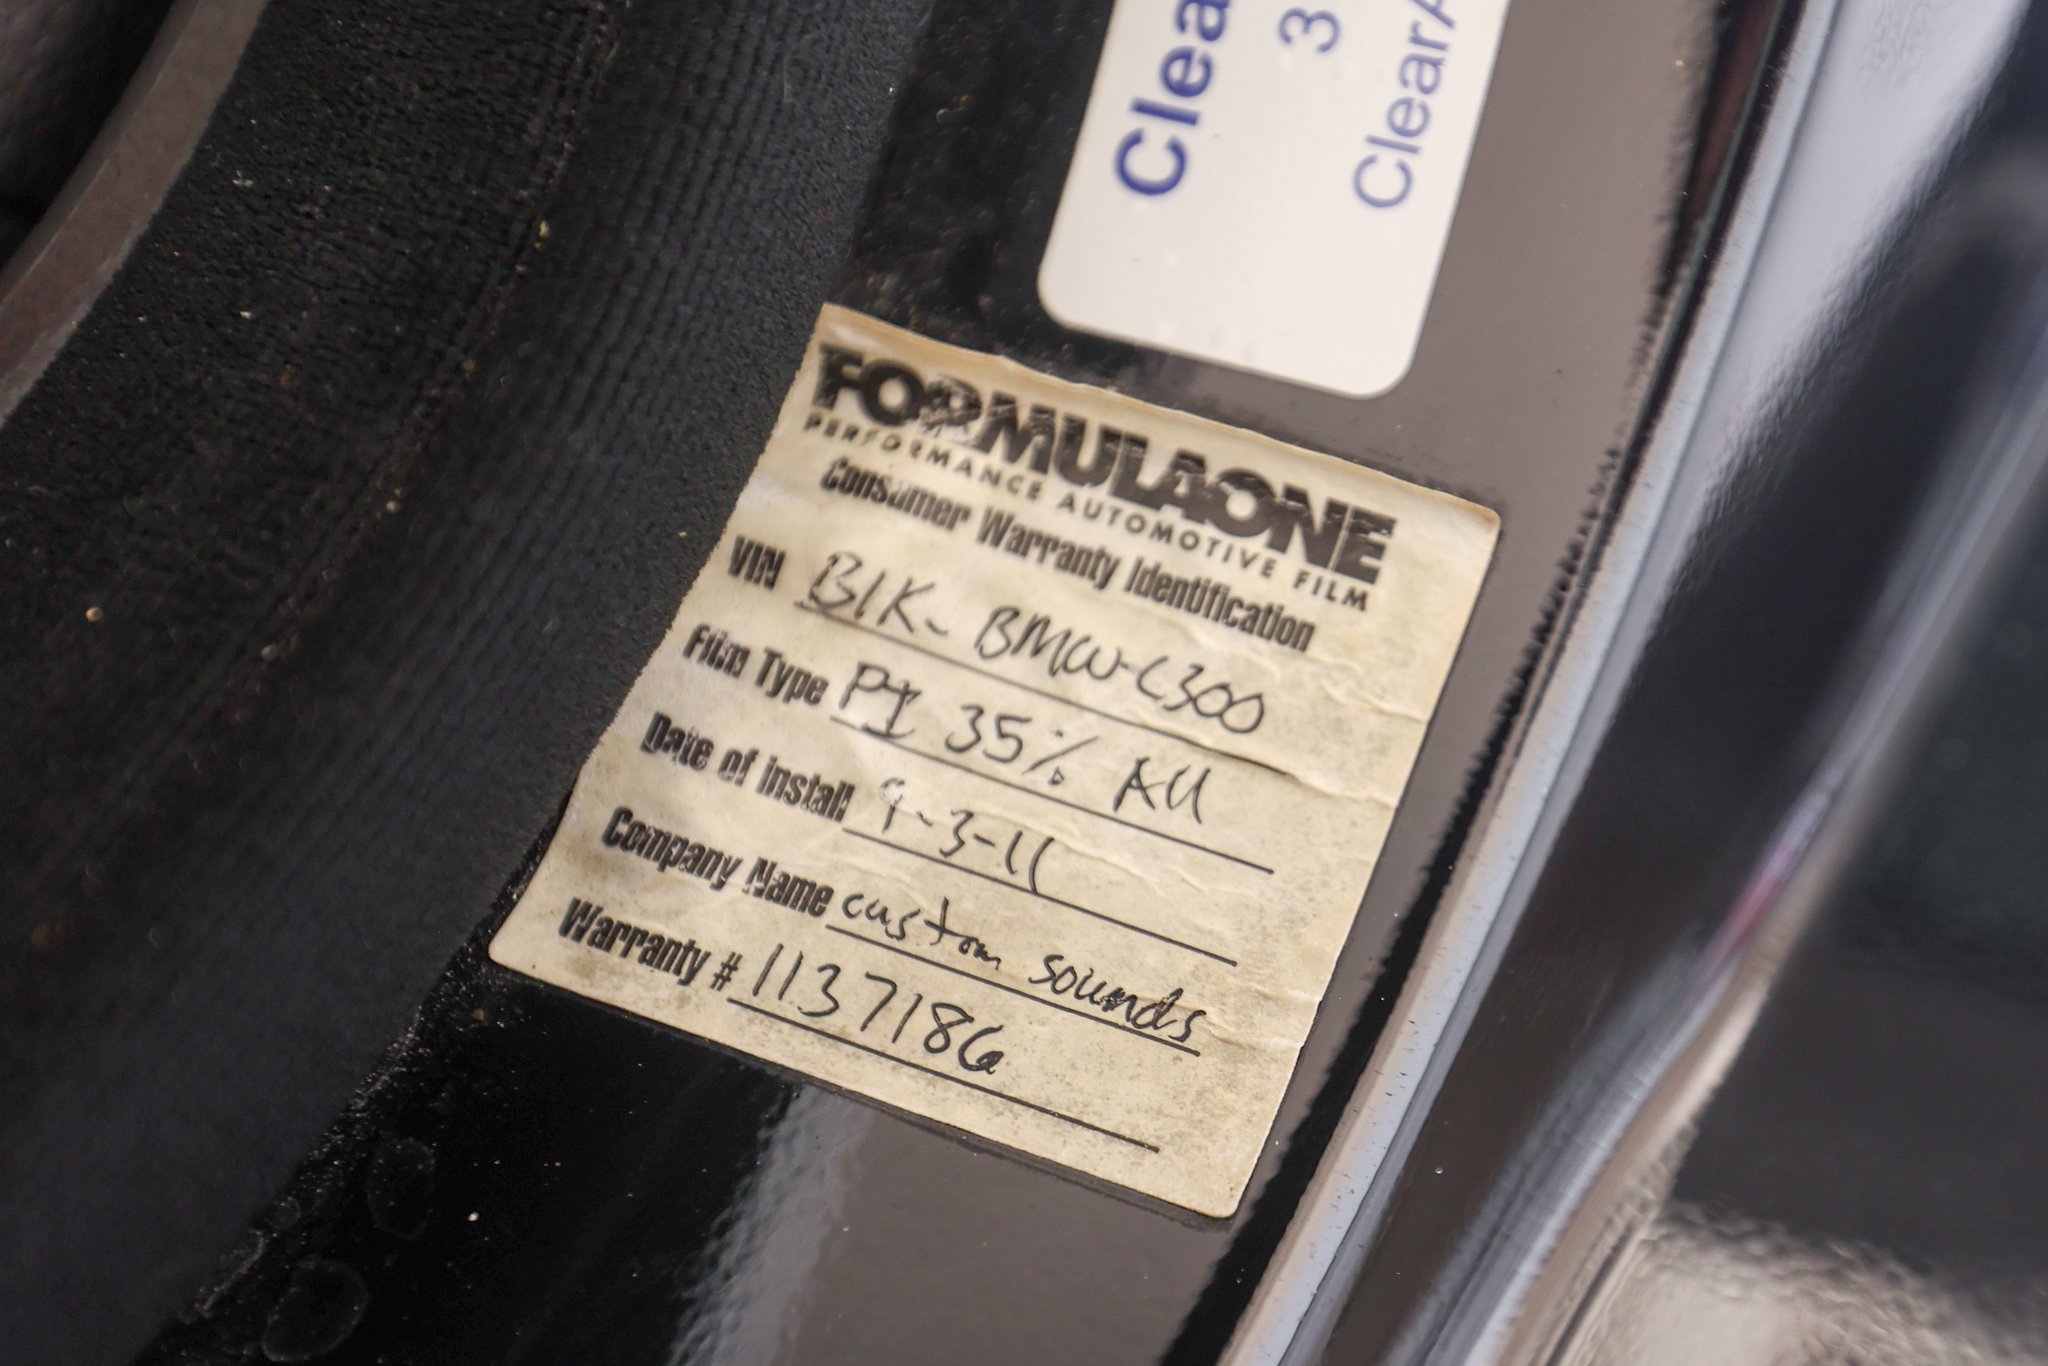 Clea
3
ClearA
FORMULAONE
PERFORMANCE AUTOMOTIVE FILM
Consumer Warranty Identification
VIN Blk- BMW-C300
Film Type PI 35% All
Date of Install 9-3-11
Company Name custom sounds
Warranty # 1137186